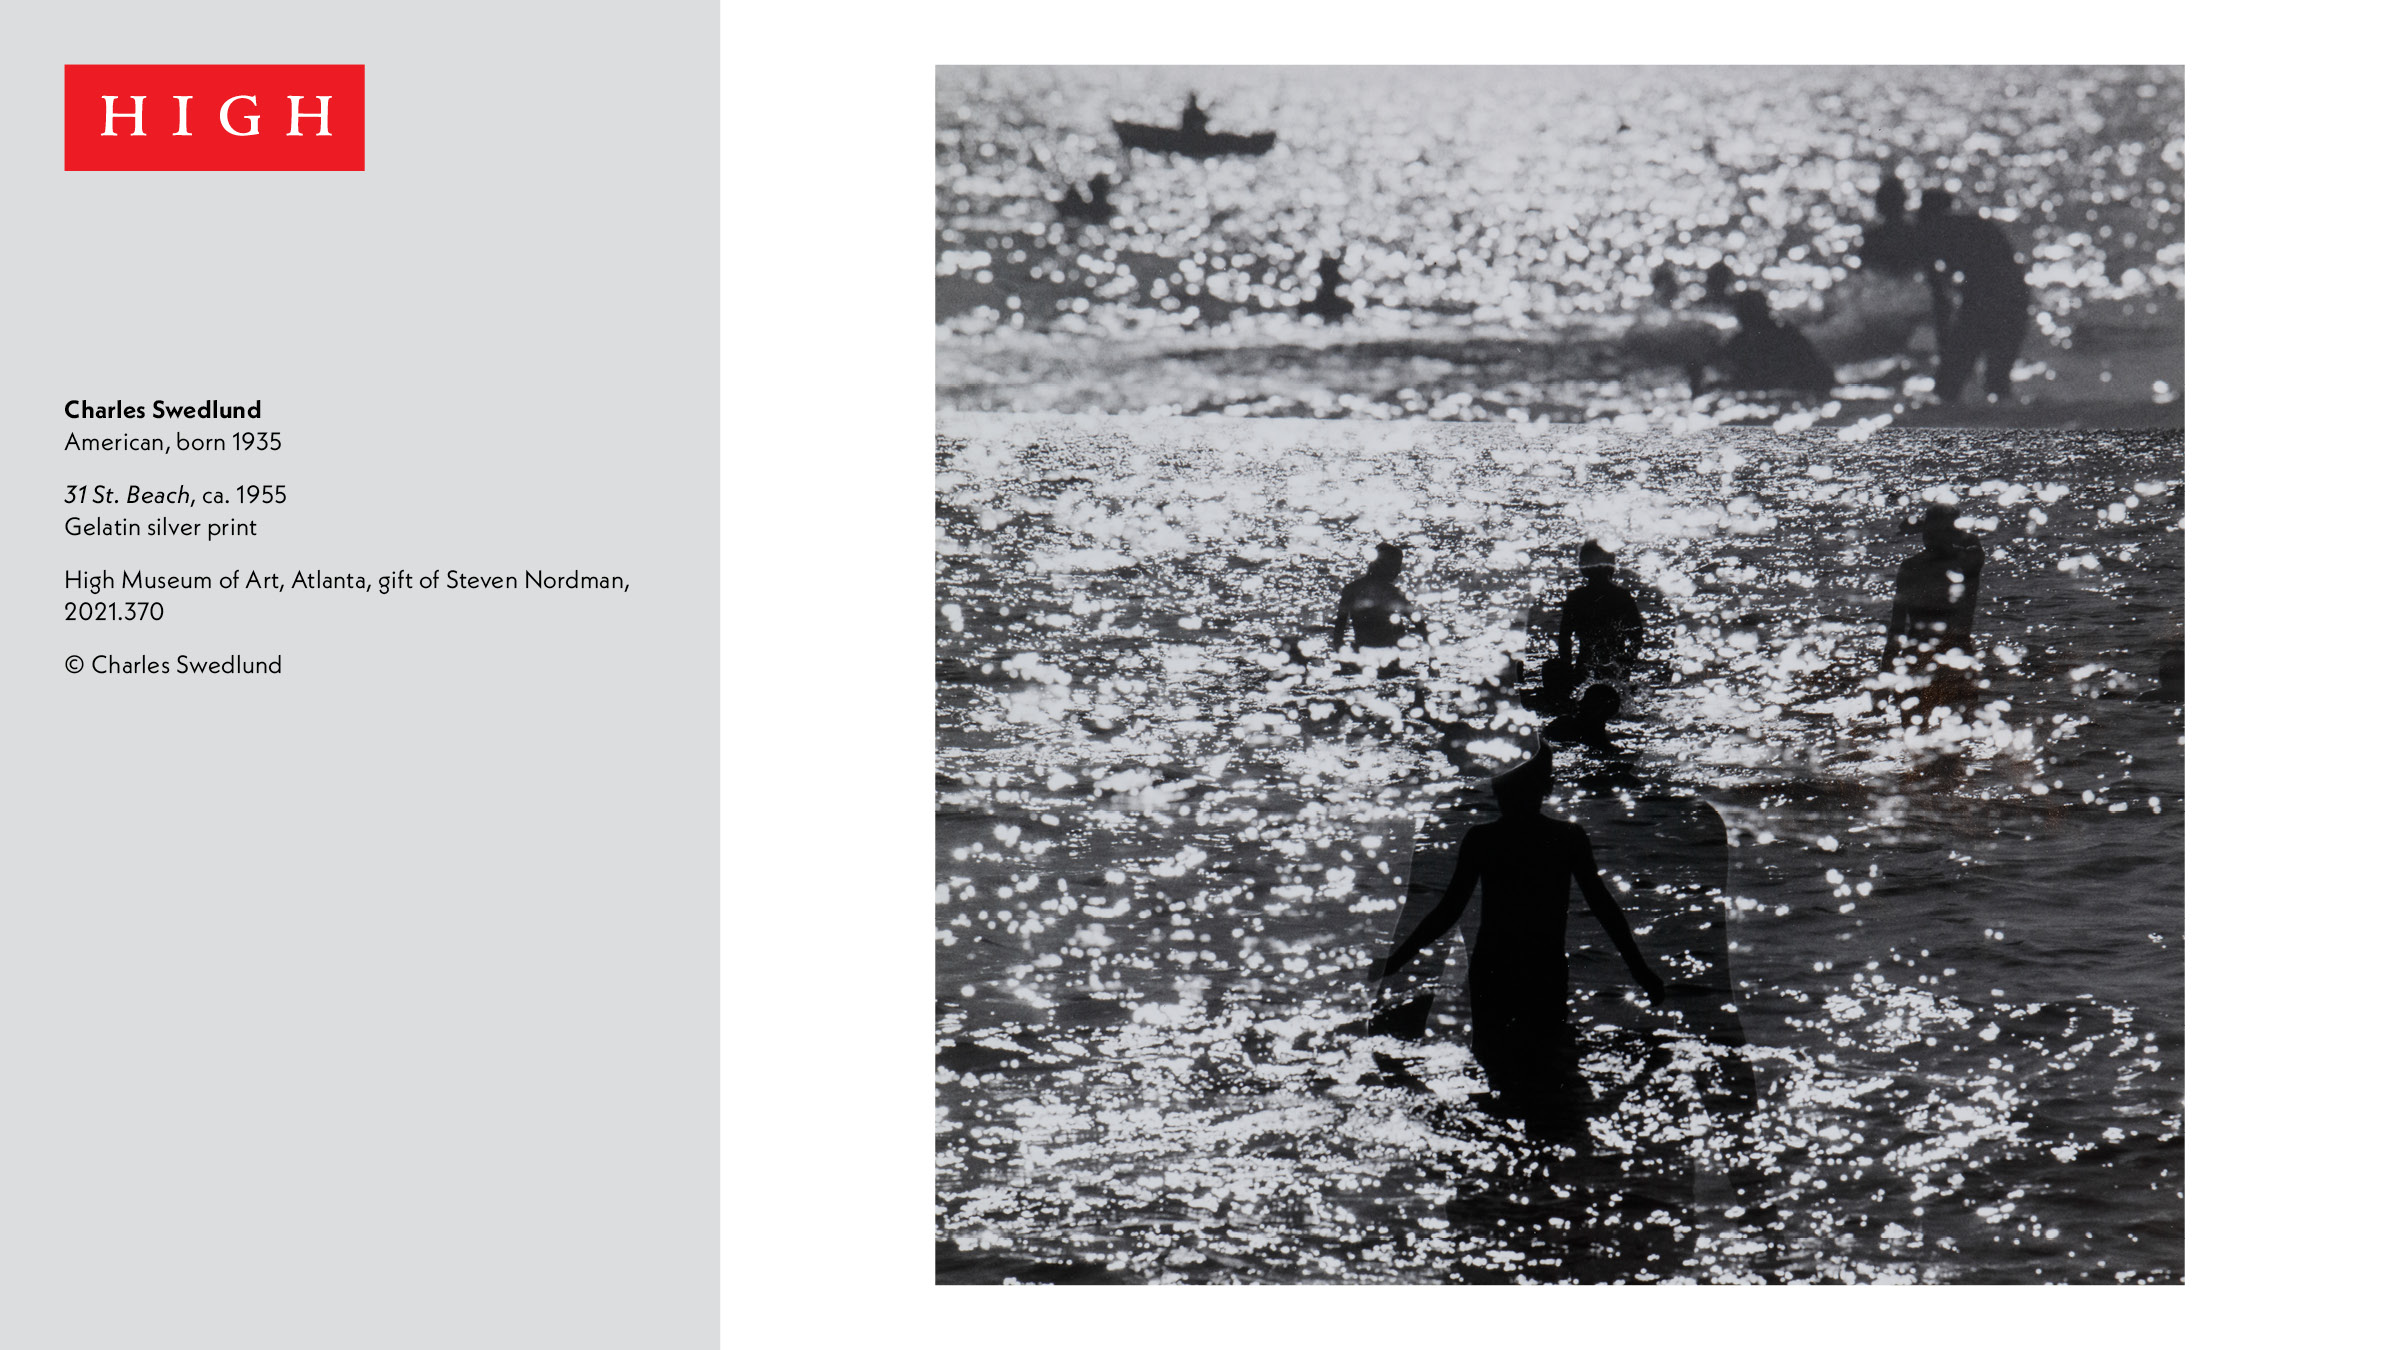 HIGH
Charles Swedlund
American, born 1935
31 St. Beach, ca. 1955
Gelatin silver print
High Museum of Art, Atlanta, gift of Steven Nordman,
2021.370
© Charles Swedlund